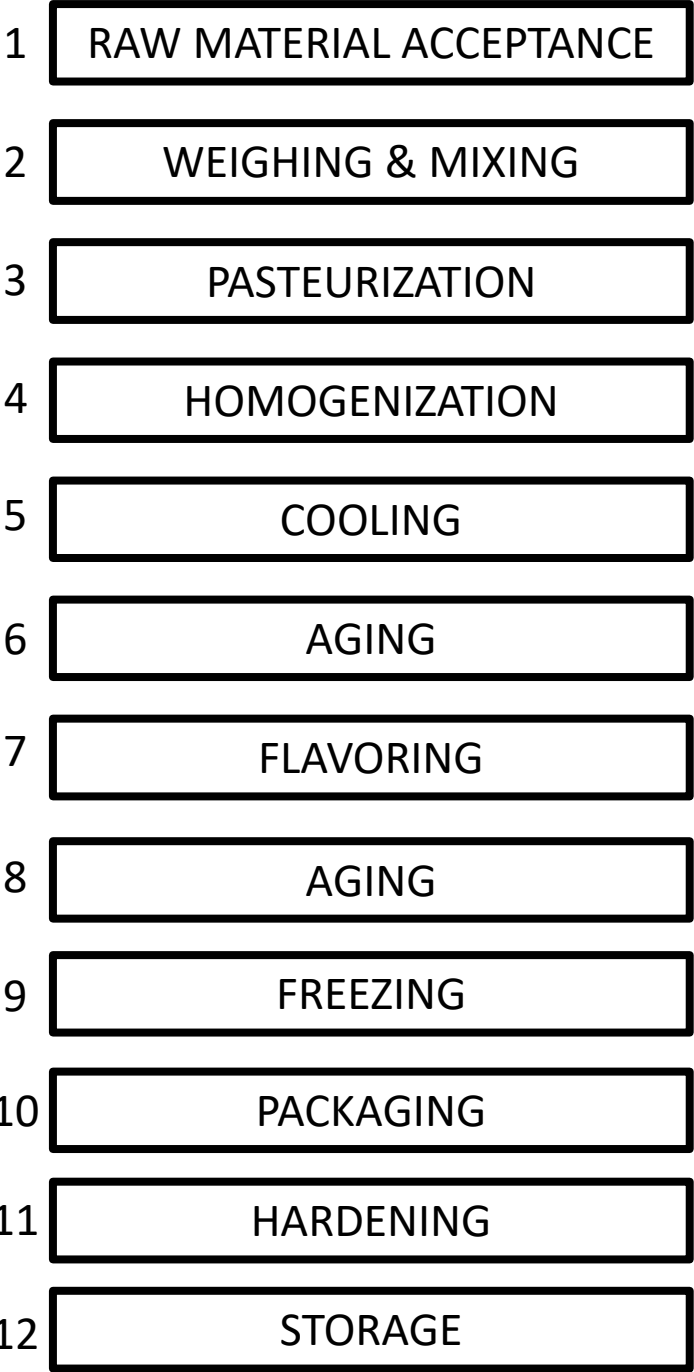 1 RAW MATERIAL ACCEPTANCE
2 WEIGHING & MIXING
3 PASTEURIZATION
4 HOMOGENIZATION
5 COOLING
6 AGING
7 FLAVORING
8 AGING
9 FREEZING
10 PACKAGING
11 HARDENING
12 STORAGE